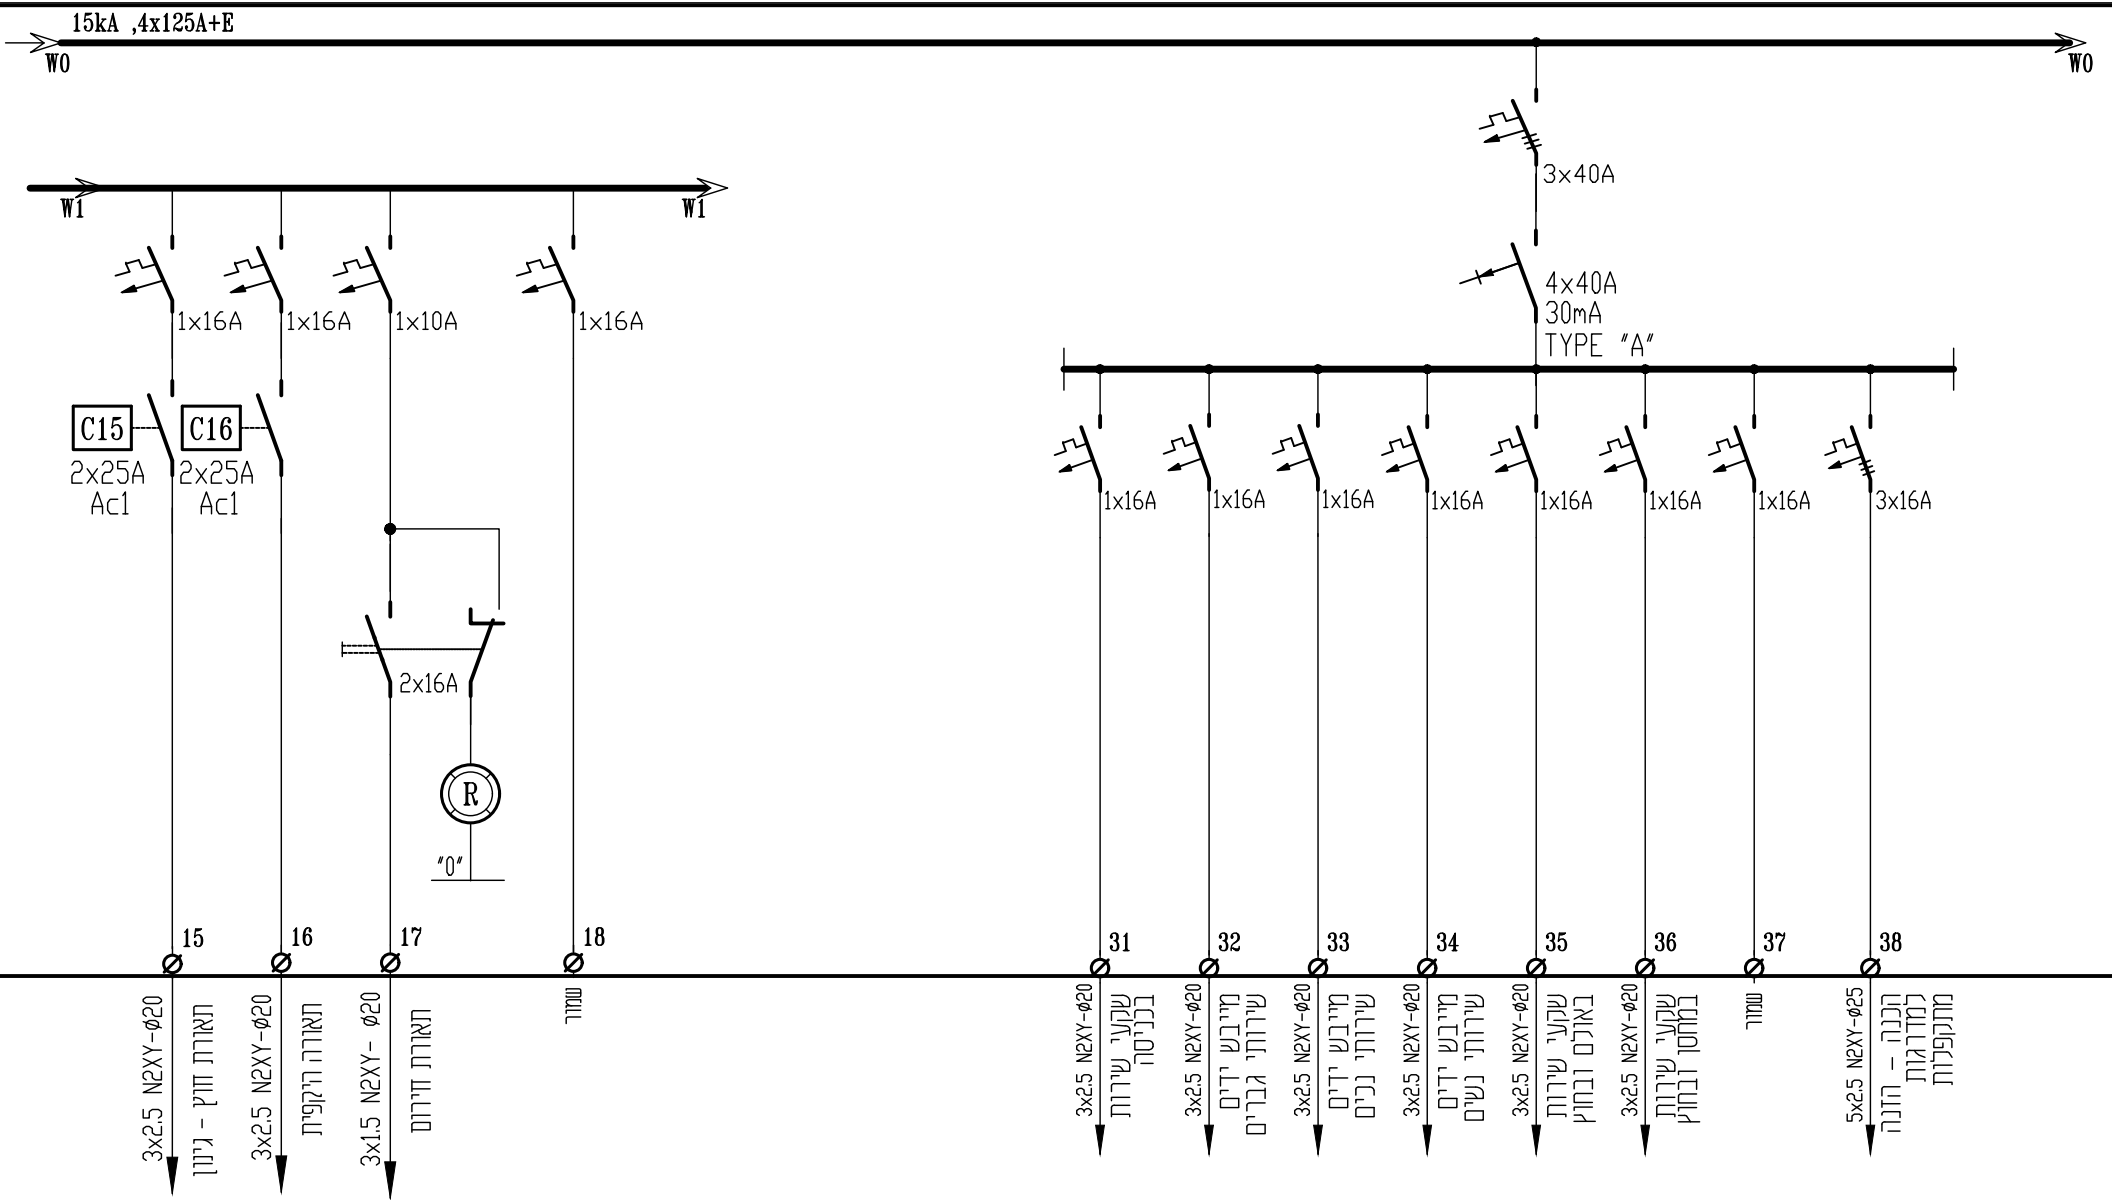 15kA ,4x125A+E
W0
W0
3x40A
W1
W1
4x40A
30mA
TYPE "A"
1x16A
1x16A
1x10A
1x16A
C15
C16
2x25A
Ac1
2x25A
Ac1
1x16A
1x16A
1x16A
1x16A
1x16A
1x16A
1x16A
3x16A
2x16A
R
"0"
15
16
17
18
31
32
33
34
35
36
37
38
3x2.5 N2XY-ø20
תאורת חוץ - גינון
3x2.5 N2XY-ø20
תאורה היקפית
3x1.5 N2XY- ø20
תאורת חירום
שמור
3x2.5 N2XY-ø20
שקעי שירות
בכניסה
3x2.5 N2XY-ø20
מייבש ידיים
שירותי גברים
3x2.5 N2XY-ø20
מייבש ידיים
שירותי נכים
3x2.5 N2XY-ø20
מייבש ידיים
שירותי נשים
3x2.5 N2XY-ø20
שקעי שירות
באולם ובחוץ
3x2.5 N2XY-ø20
שקעי שירות
במחסן ובחוץ
שמור
5x2.5 N2XY-ø25
הכנה - הזנה
למדרגות
מתקפלות